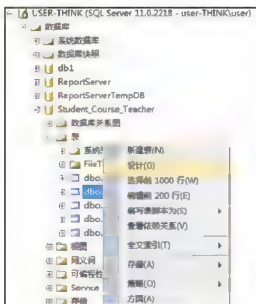 USER-THINK (SQL Server 11.0.2218 - user-THINK\user)
数据库
系统数据库
数据库快照
db1
ReportServer
ReportServerTempDB
Student_Course_Teacher
数据库关系图
表
系统
FileT
dbo.
dbo.
dbo.
dbo.
dbo.
视图
同义词
可编程性
Service
存储
新建表(N)
设计(G)
选择前 1000 行(W)
编辑前 200 行(E)
编写表脚本为(S)
查看依赖关系(V)
全文索引(T)
存储(A)
策略(O)
方面(A)